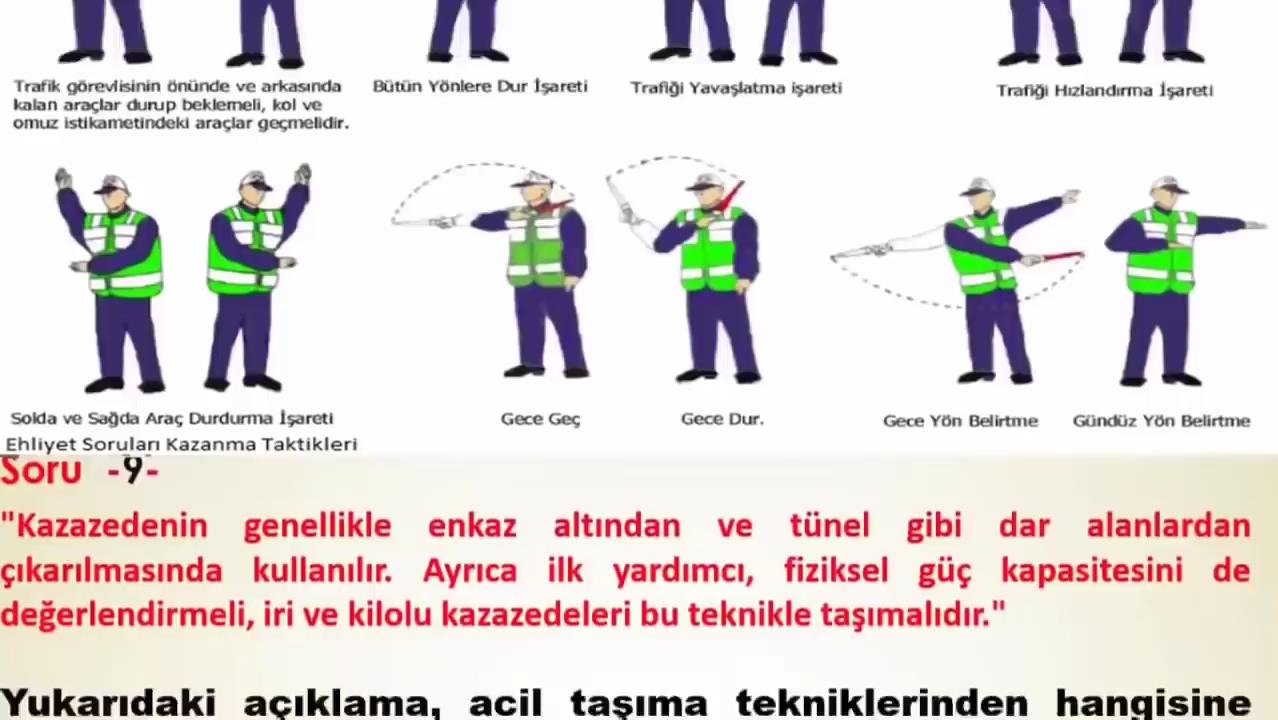 Trafik görevlisinin önünde ve arkasında
kalan araçlar durup beklemeli, kol ve
omuz istikametindeki araçlar geçmelidir.
Bütün Yönlere Dur İşareti
Trafiği Yavaşlatma işareti
Trafiği Hızlandırma İşareti
Solda ve Sağda Araç Durdurma İşareti
Gece Geç
Gece Dur.
Gece Yön Belirtme
Gündüz Yön Belirtme
Ehliyet Soruları Kazanma Taktikleri
Soru -9-
"Kazazedenin genellikle enkaz altından ve tünel gibi dar alanlardan
çıkarılmasında kullanılır. Ayrıca ilk yardımcı, fiziksel güç kapasitesini de
değerlendirmeli, iri ve kilolu kazazedeleri bu teknikle taşımalıdır."
Yukarıdaki açıklama, acil taşıma tekniklerinden hangisine